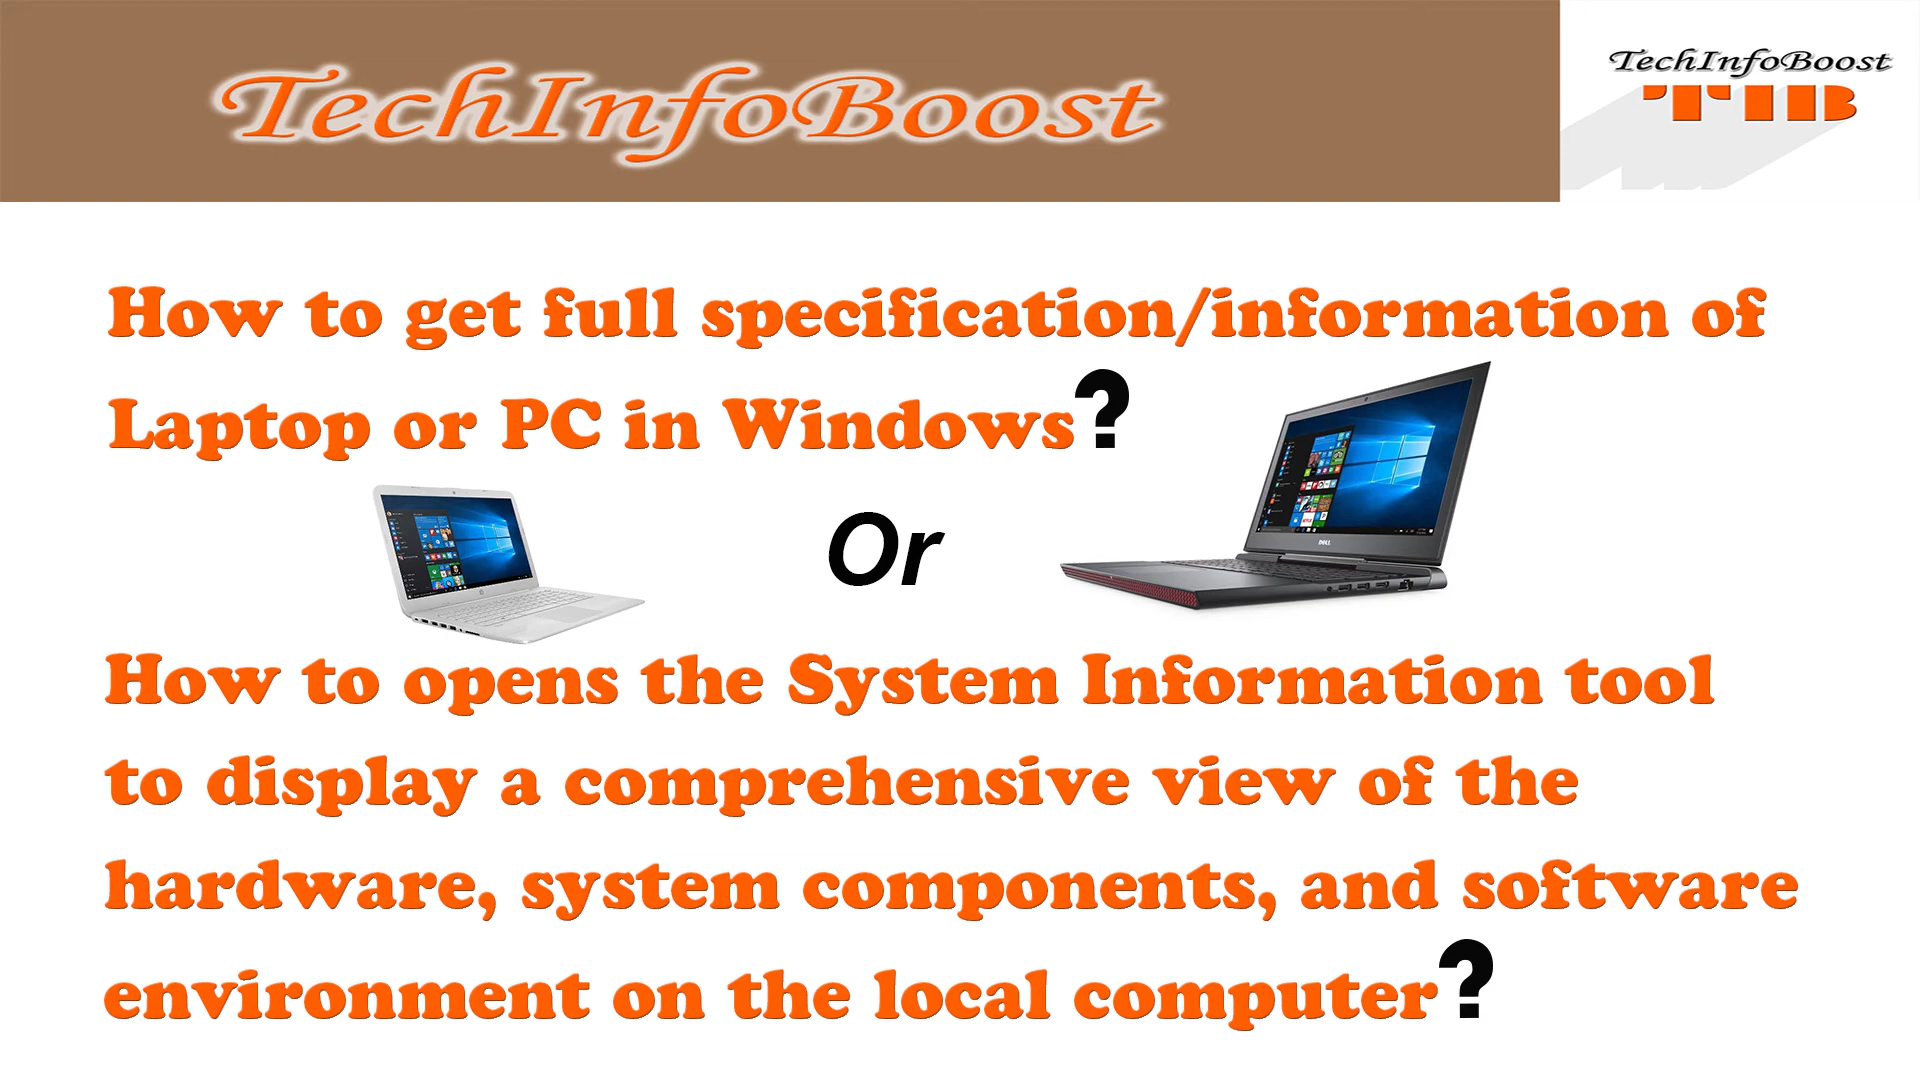 TechInfoBoost
TechInfoBoost
TIB
How to get full specification/information of
Laptop or PC in Windows?
Or
DELL
How to opens the System Information tool
to display a comprehensive view of the
hardware, system components, and software
environment on the local computer?